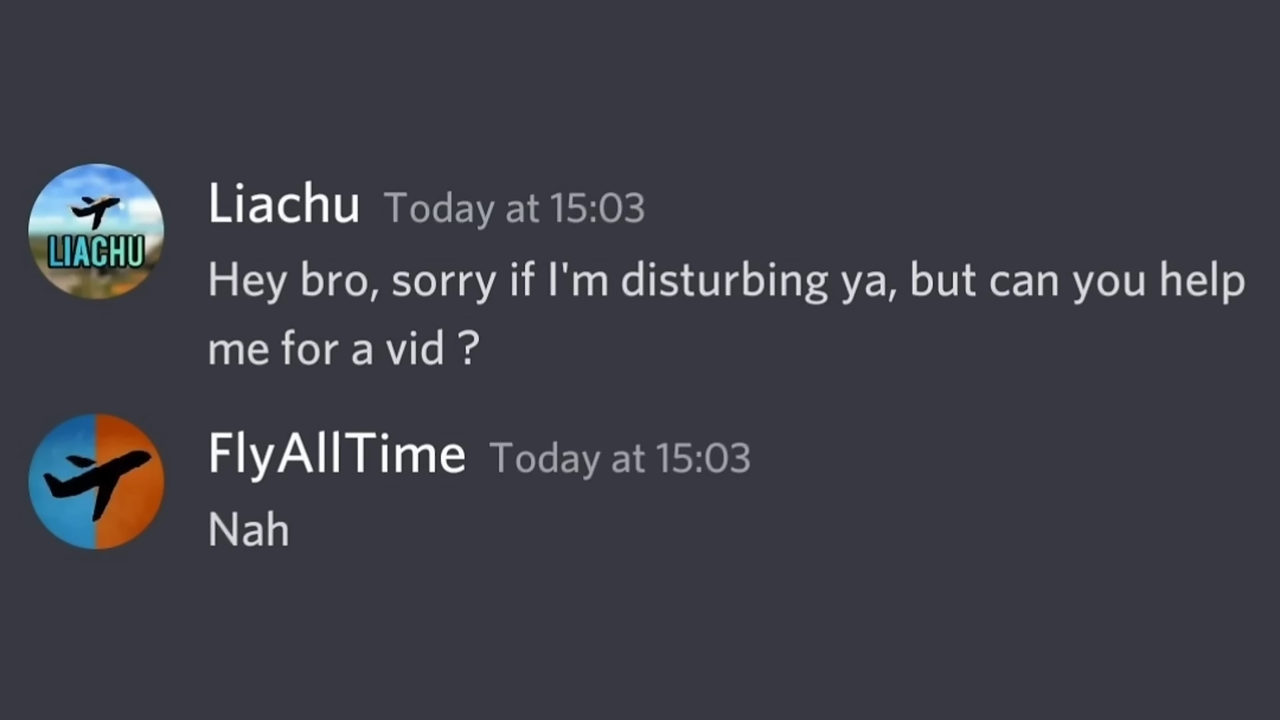 LIACHU
Liachu Today at 15:03
Hey bro, sorry if I'm disturbing ya, but can you help
me for a vid ?
FlyAllTime Today at 15:03
Nah